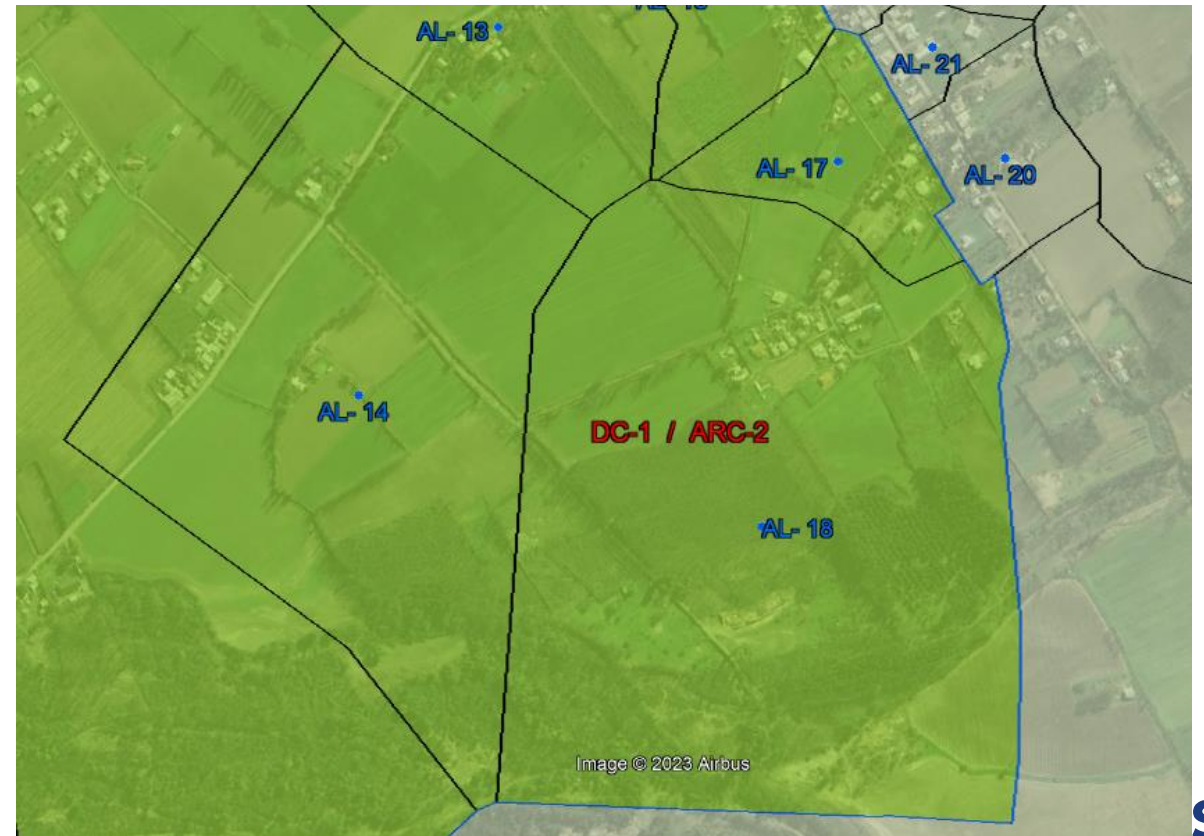 AL- 13
AL- 21
AL- 17
AL- 20
AL- 14
DC-1 / ARC-2
AL- 18
Image © 2023 Airbus
S